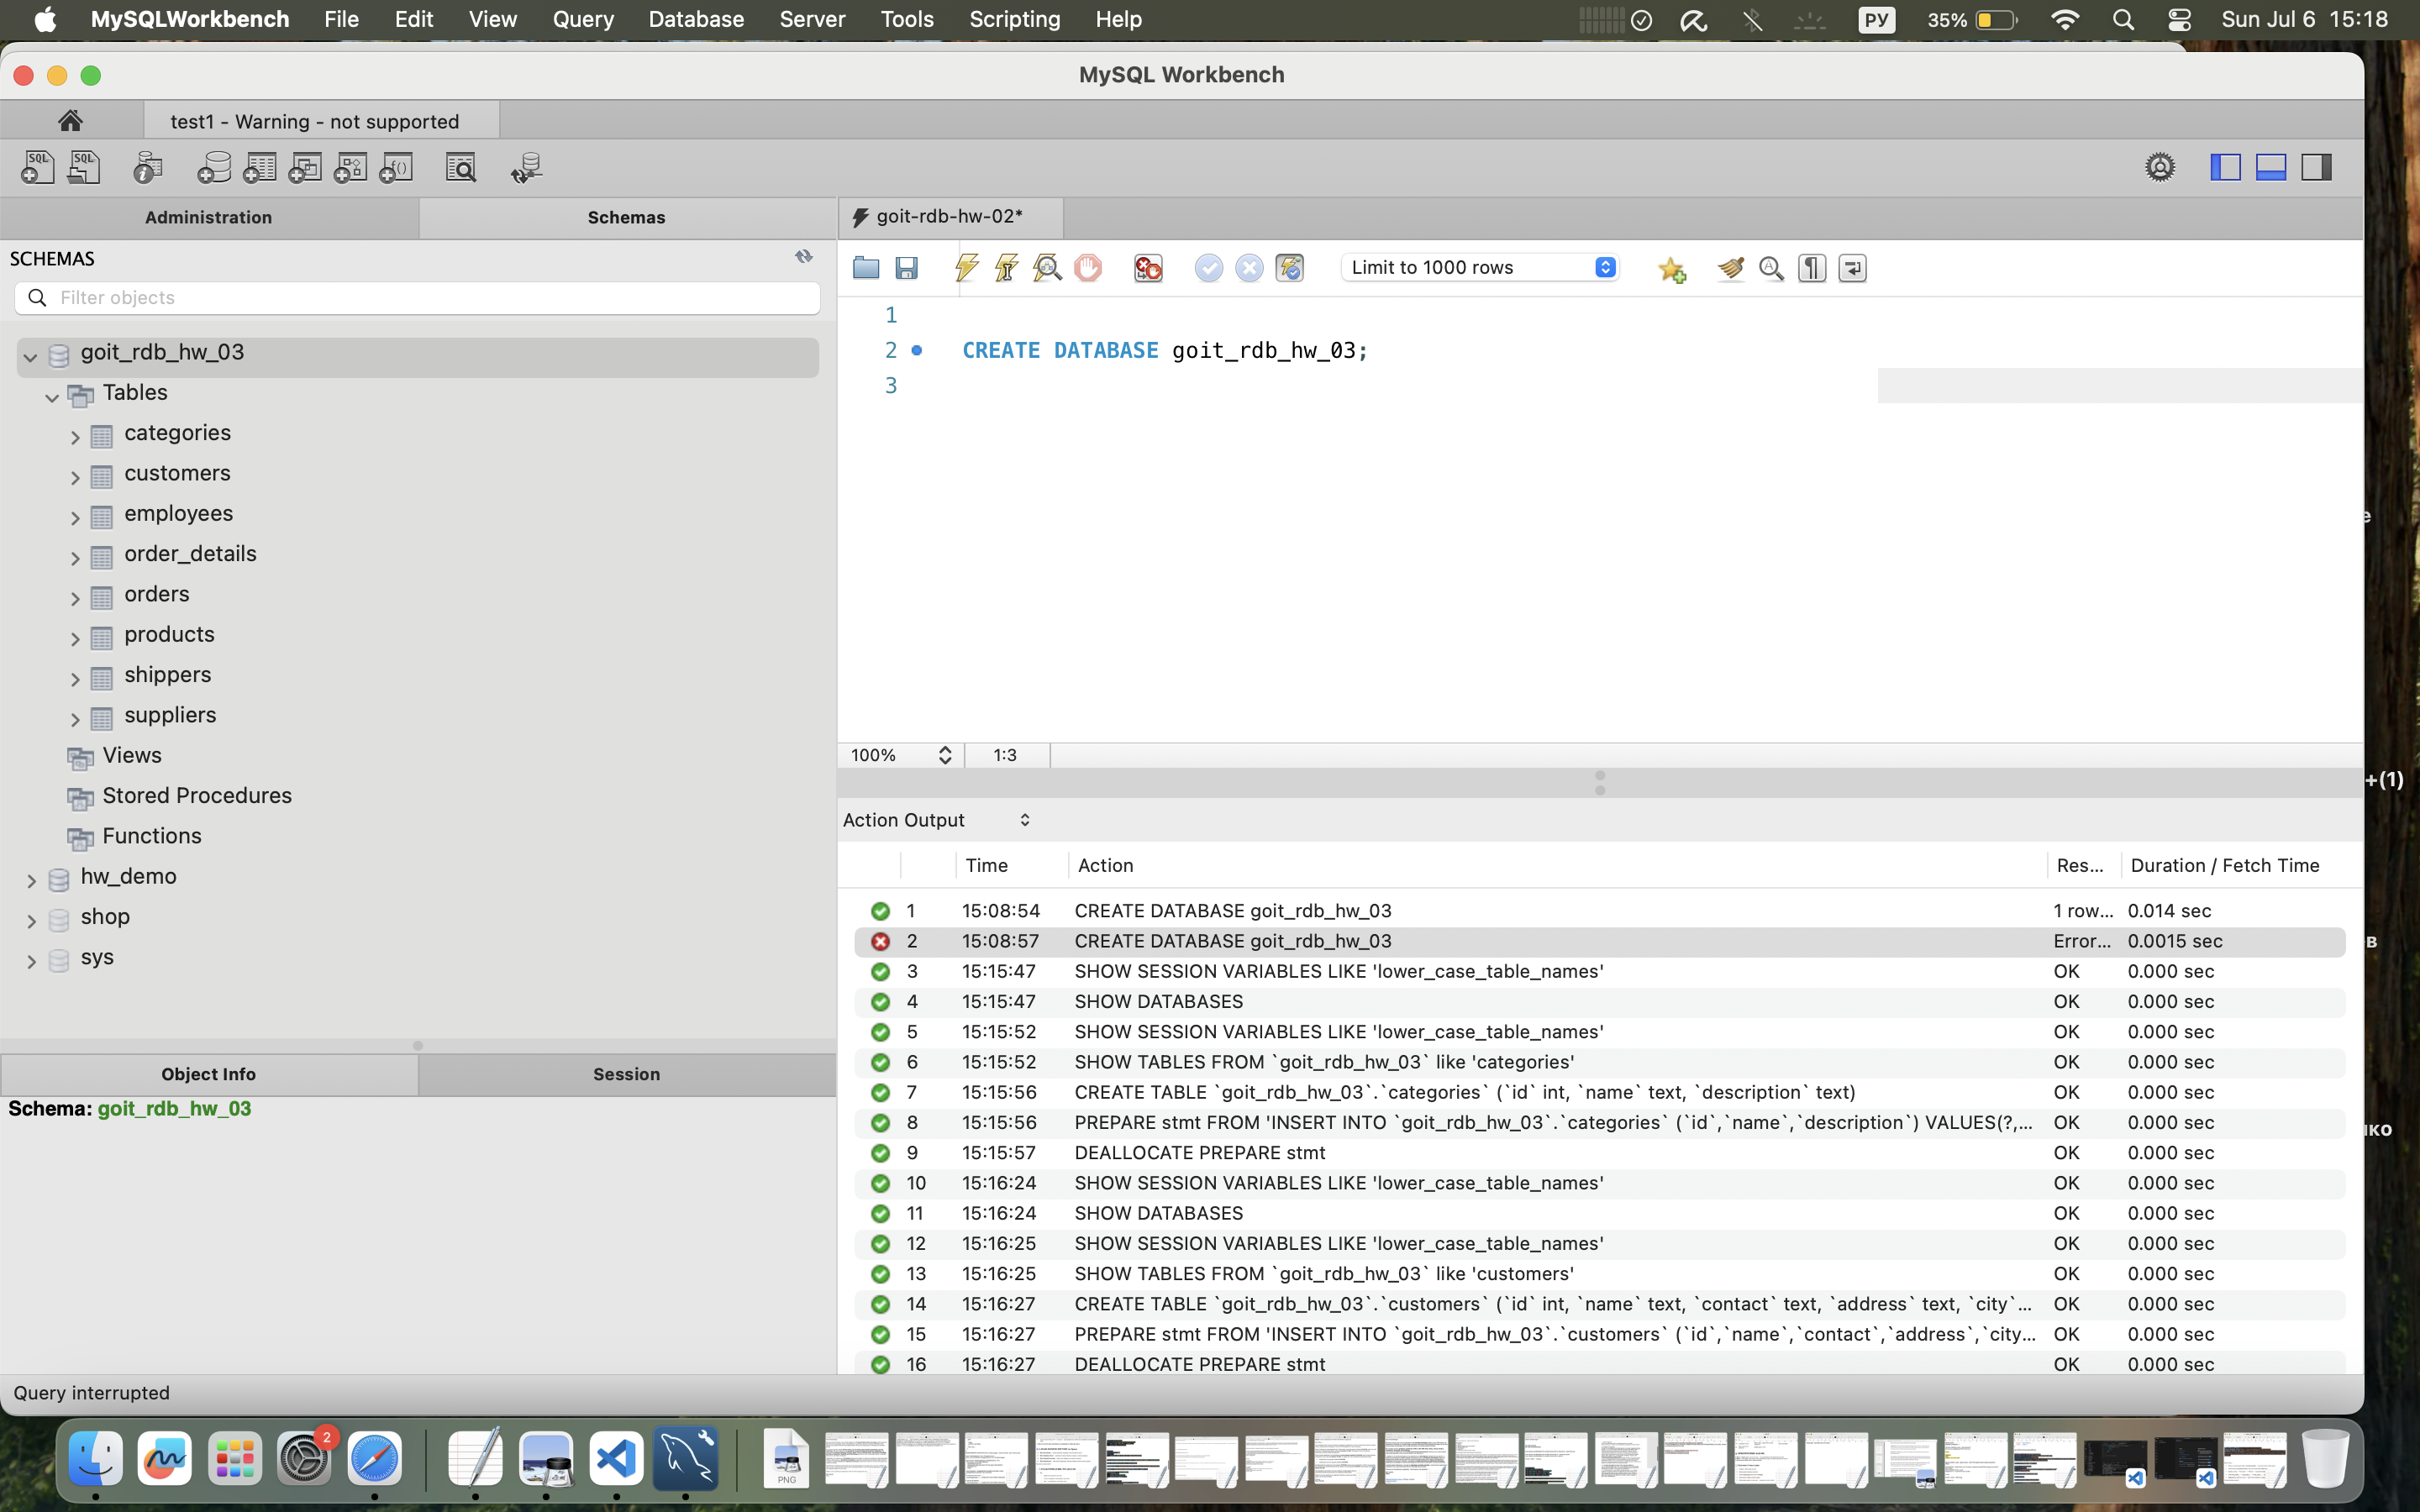 MySQLWorkbench File Edit View Query Database Server Tools Scripting Help РУ 35% Sun Jul 6 15:18
MySQL Workbench
test1 - Warning - not supported
Administration Schemas
goit-rdb-hw-02*
SCHEMAS
Filter objects
Limit to 1000 rows
goit_rdb_hw_03
Tables
categories
customers
employees
order_details
orders
products
shippers
suppliers
Views
Stored Procedures
Functions
hw_demo
shop
sys
Object Info Session
Schema: goit_rdb_hw_03
1
2 CREATE DATABASE goit_rdb_hw_03;
3
100% 1:3
Action Output
Time Action Res... Duration / Fetch Time
1 15:08:54 CREATE DATABASE goit_rdb_hw_03 1 row... 0.014 sec
2 15:08:57 CREATE DATABASE goit_rdb_hw_03 Error... 0.0015 sec
3 15:15:47 SHOW SESSION VARIABLES LIKE 'lower_case_table_names' OK 0.000 sec
4 15:15:47 SHOW DATABASES OK 0.000 sec
5 15:15:52 SHOW SESSION VARIABLES LIKE 'lower_case_table_names' OK 0.000 sec
6 15:15:52 SHOW TABLES FROM `goit_rdb_hw_03` like 'categories' OK 0.000 sec
7 15:15:56 CREATE TABLE `goit_rdb_hw_03`.`categories` (`id` int, `name` text, `description` text) OK 0.000 sec
8 15:15:56 PREPARE stmt FROM 'INSERT INTO `goit_rdb_hw_03`.`categories` (`id`,`name`,`description`) VALUES(?,... OK 0.000 sec
9 15:15:57 DEALLOCATE PREPARE stmt OK 0.000 sec
10 15:16:24 SHOW SESSION VARIABLES LIKE 'lower_case_table_names' OK 0.000 sec
11 15:16:24 SHOW DATABASES OK 0.000 sec
12 15:16:25 SHOW SESSION VARIABLES LIKE 'lower_case_table_names' OK 0.000 sec
13 15:16:25 SHOW TABLES FROM `goit_rdb_hw_03` like 'customers' OK 0.000 sec
14 15:16:27 CREATE TABLE `goit_rdb_hw_03`.`customers` (`id` int, `name` text, `contact` text, `address` text, `city`... OK 0.000 sec
15 15:16:27 PREPARE stmt FROM 'INSERT INTO `goit_rdb_hw_03`.`customers` (`id`,`name`,`contact`,`address`,`city... OK 0.000 sec
16 15:16:27 DEALLOCATE PREPARE stmt OK 0.000 sec
Query interrupted
+(1)
2
PNG